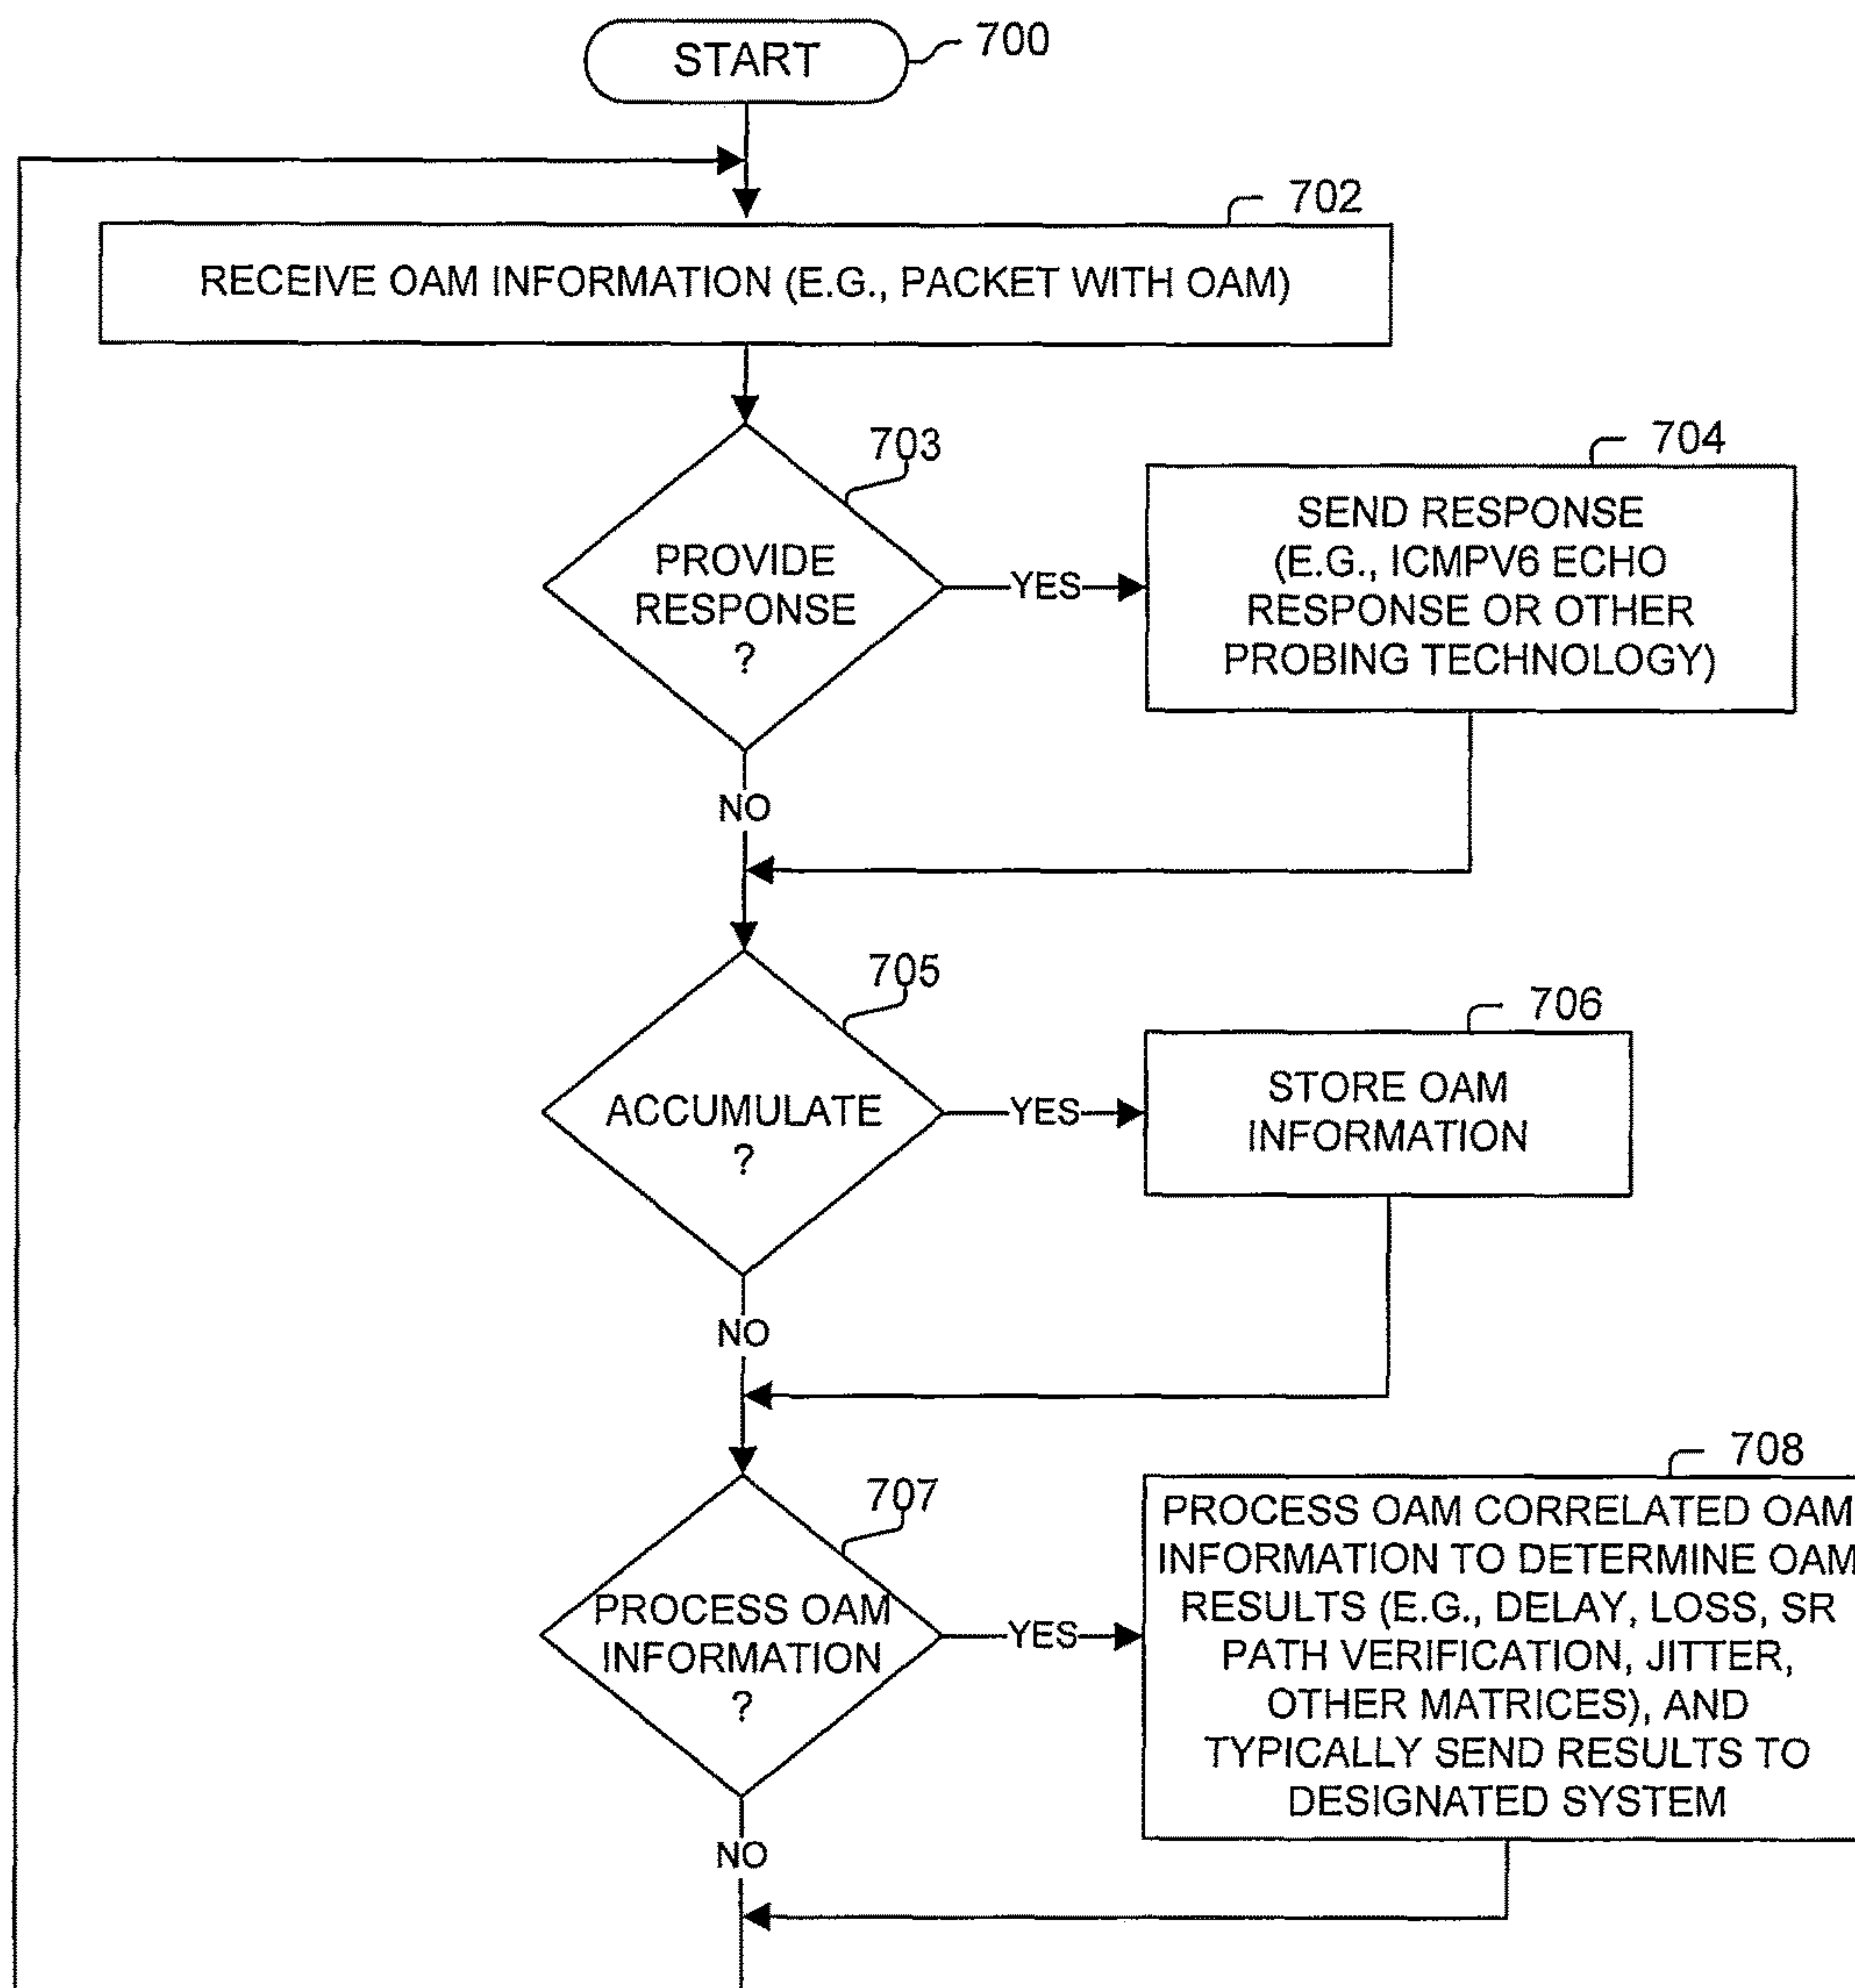 START
700
702
RECEIVE OAM INFORMATION (E.G., PACKET WITH OAM)
703
PROVIDE
RESPONSE
?
YES
704
SEND RESPONSE
(E.G., ICMPV6 ECHO
RESPONSE OR OTHER
PROBING TECHNOLOGY)
NO
705
ACCUMULATE
?
YES
706
STORE OAM
INFORMATION
NO
707
PROCESS OAM
INFORMATION
?
YES
708
PROCESS OAM CORRELATED OAM
INFORMATION TO DETERMINE OAM
RESULTS (E.G., DELAY, LOSS, SR
PATH VERIFICATION, JITTER,
OTHER MATRICES), AND
TYPICALLY SEND RESULTS TO
DESIGNATED SYSTEM
NO